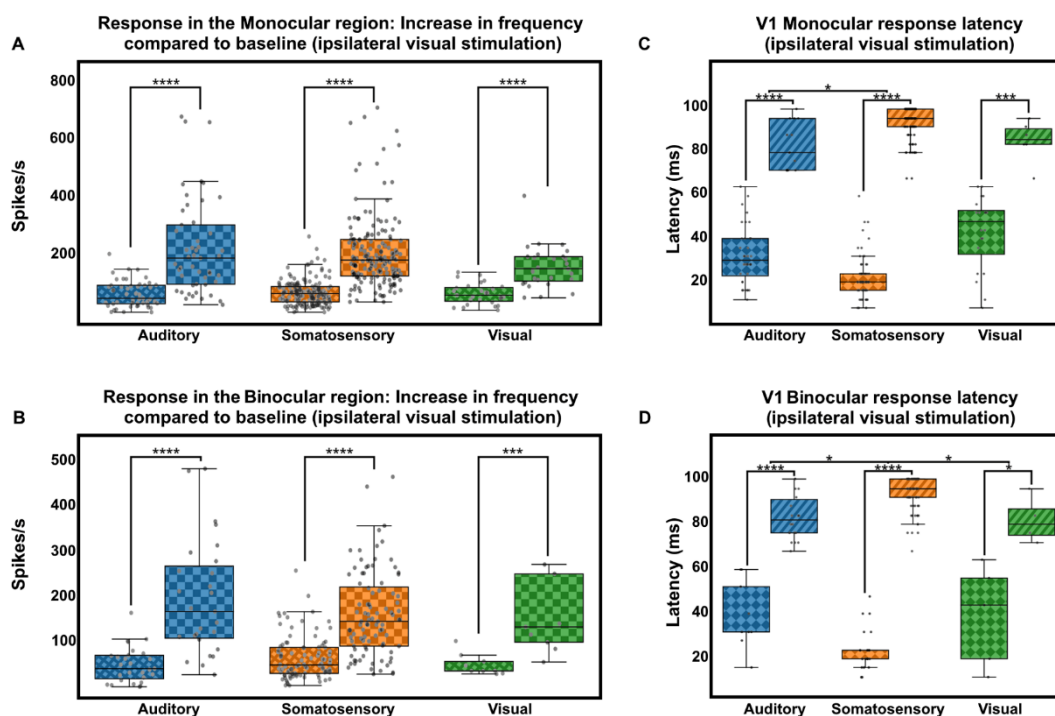 A
Response in the Monocular region: Increase in frequency
compared to baseline (ipsilateral visual stimulation)
Spikes/s
800
600
400
200
****
****
****
Auditory
Somatosensory
Visual
C
V1 Monocular response latency
(ipsilateral visual stimulation)
Latency (ms)
100
80
60
40
20
*
****
****
***
Auditory
Somatosensory
Visual
B
Response in the Binocular region: Increase in frequency
compared to baseline (ipsilateral visual stimulation)
Spikes/s
500
400
300
200
100
****
****
***
Auditory
Somatosensory
Visual
D
V1 Binocular response latency
(ipsilateral visual stimulation)
Latency (ms)
100
80
60
40
20
*
*
****
****
*
Auditory
Somatosensory
Visual